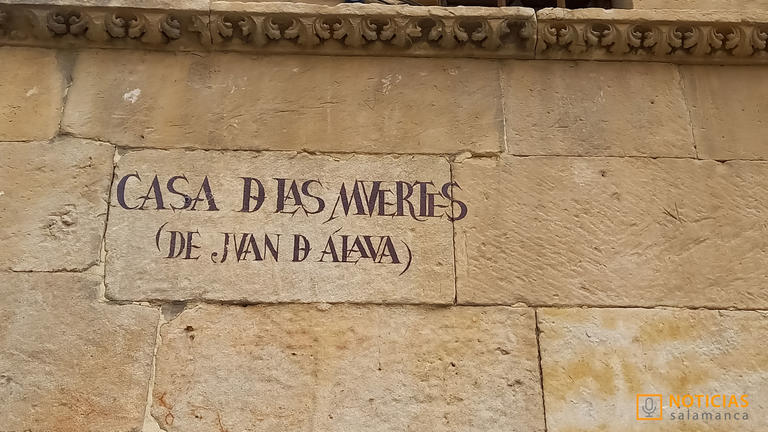 CASA D LAS MVERTES
(DE JVAN D ÁLAVA)
NOTICIAS
salamanca